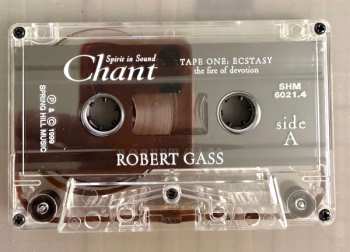 Spirit in Sound
Chant
TAPE ONE: ECSTASY
the fire of devotion
SHM
6021.4
℗ & © 1999
SPRING HILL MUSIC
side
A
ROBERT GASS